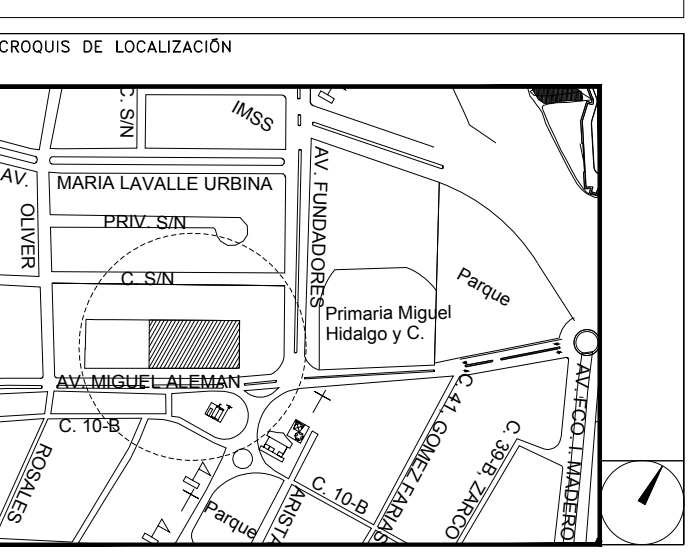 CROQUIS DE LOCALIZACIÓN
C. S/N
IMSS
AV.
MARIA LAVALLE URBINA
AV. FUNDADORES
OLIVER
PRIV. S/N
C. S/N
Parque
Primaria Miguel
Hidalgo y C.
AV. MIGUEL ALEMAN
C. 10-B
ROSALES
C. 41, GOMEZ FARIAS
C. 39-B, ZARCO
AV. FCO. I. MADERO
C. 10-B
ARISTA
Parque